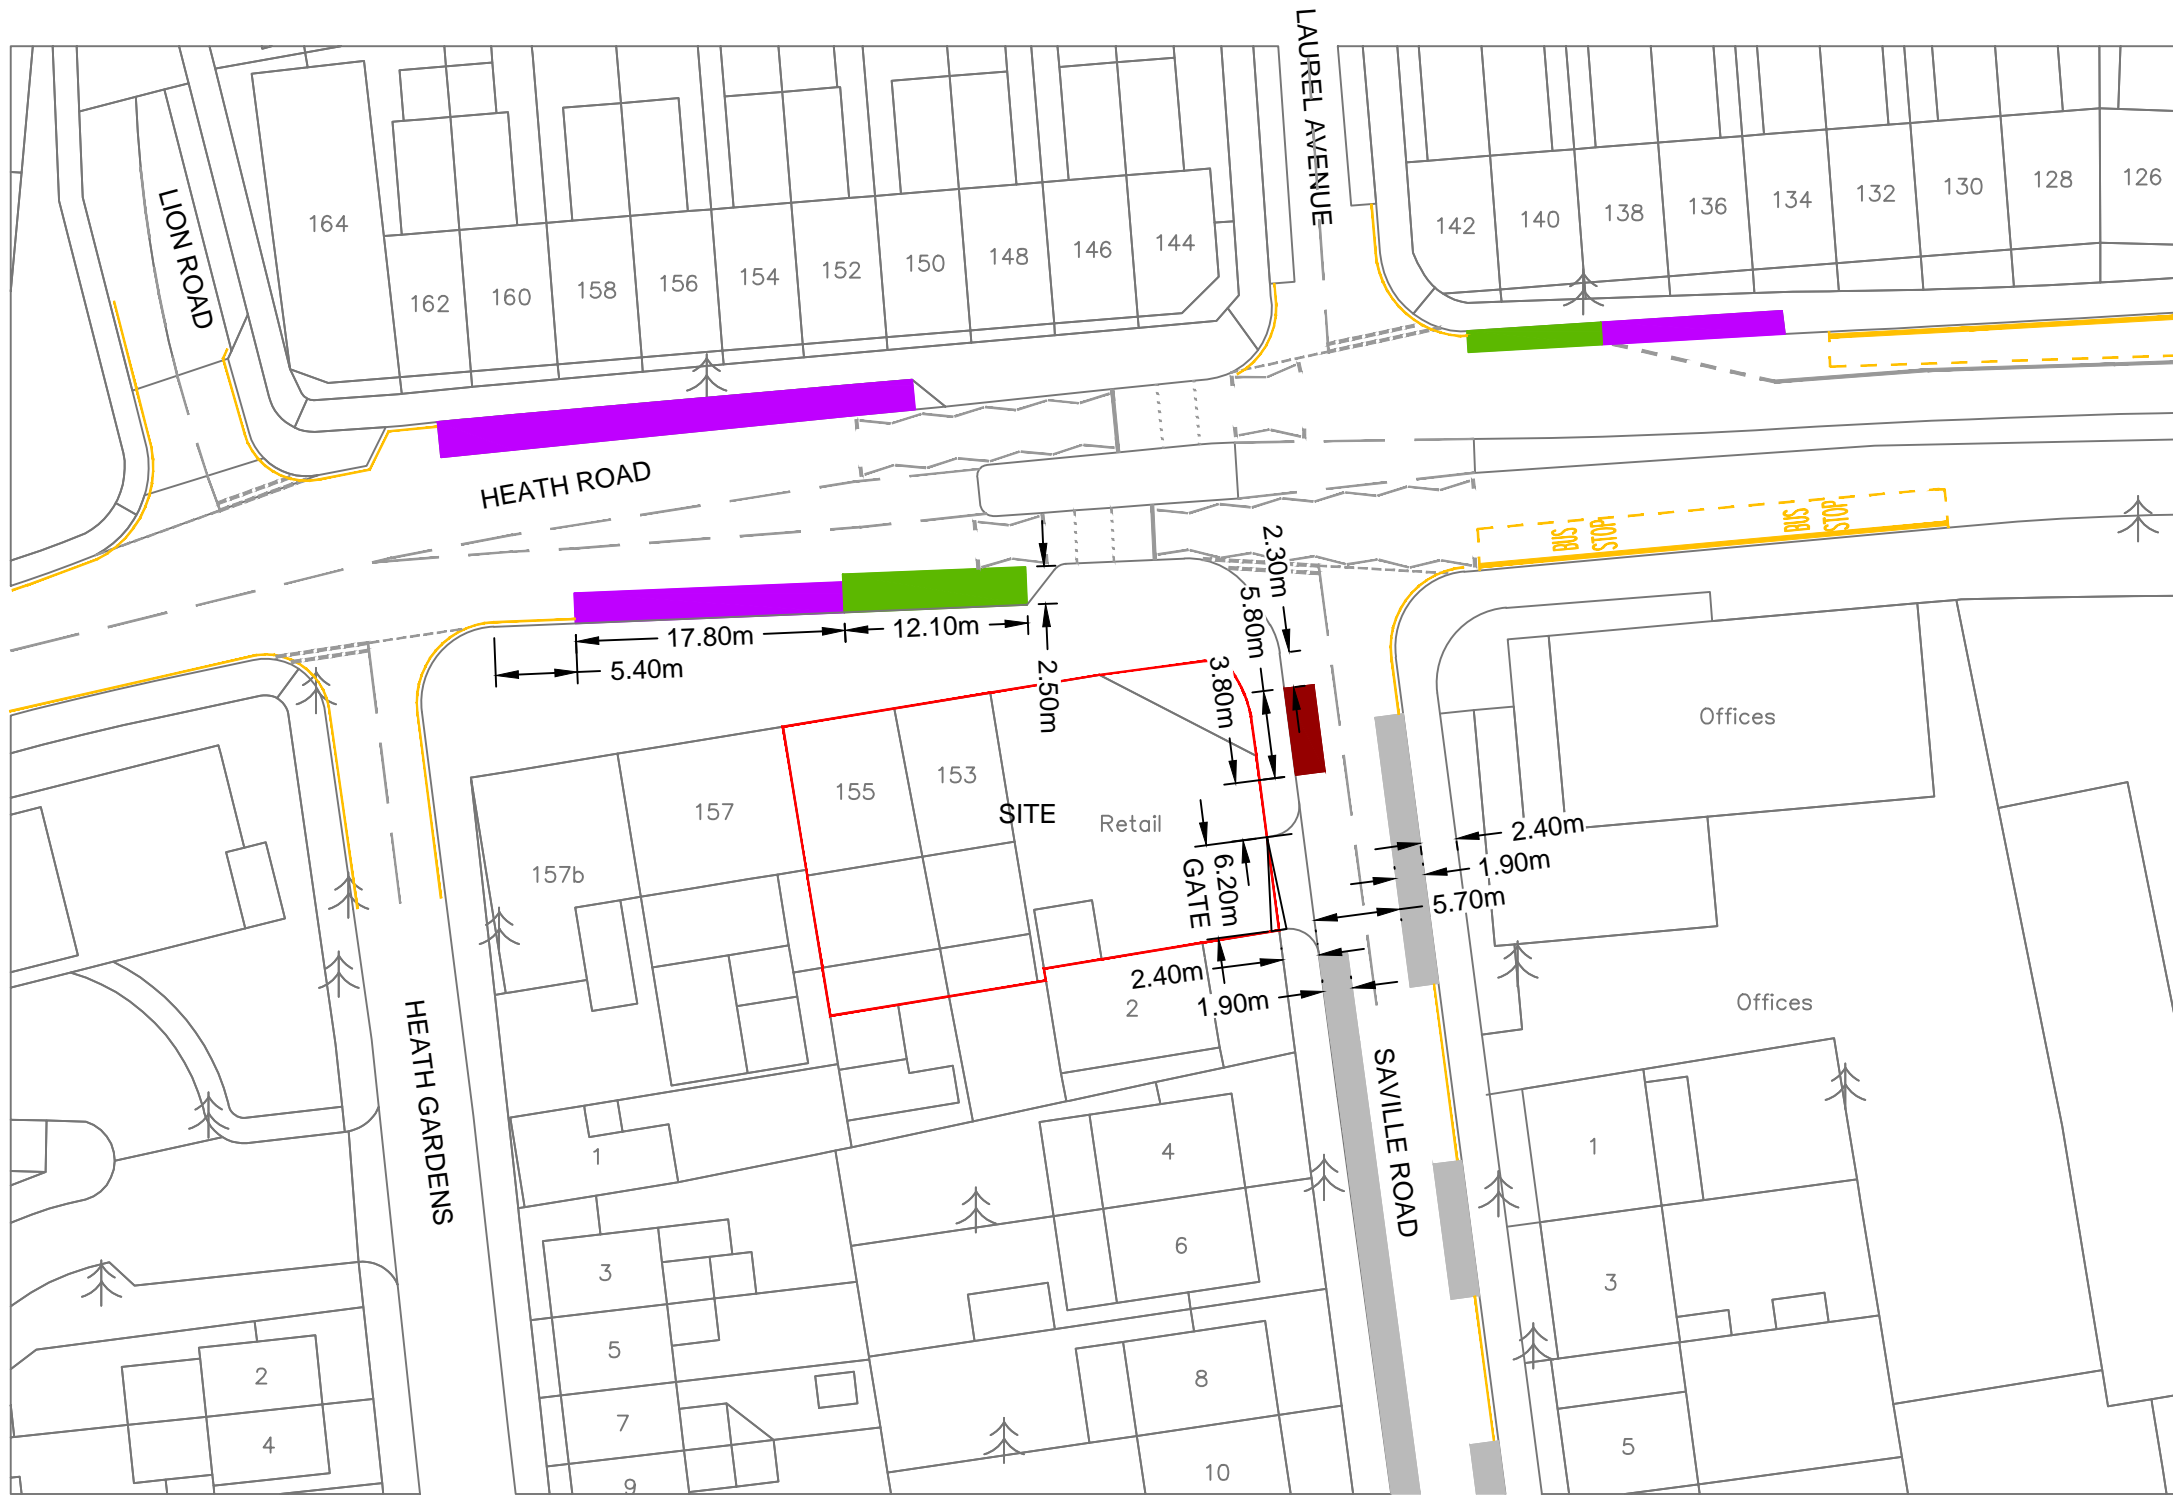 LAUREL AVENUE
LION ROAD
164
162
160
158
156
154
152
150
148
146
144
142
140
138
136
134
132
130
128
126
HEATH ROAD
BUS
STOP
BUS
STOP
17.80m
12.10m
5.40m
2.50m
2.30m
5.80m
3.80m
157b
157
155
153
SITE
Retail
Offices
GATE
6.20m
2.40m
1.90m
5.70m
2.40m
1.90m
2
Offices
HEATH GARDENS
SAVILLE ROAD
1
3
5
7
9
4
6
8
10
1
3
5
2
4